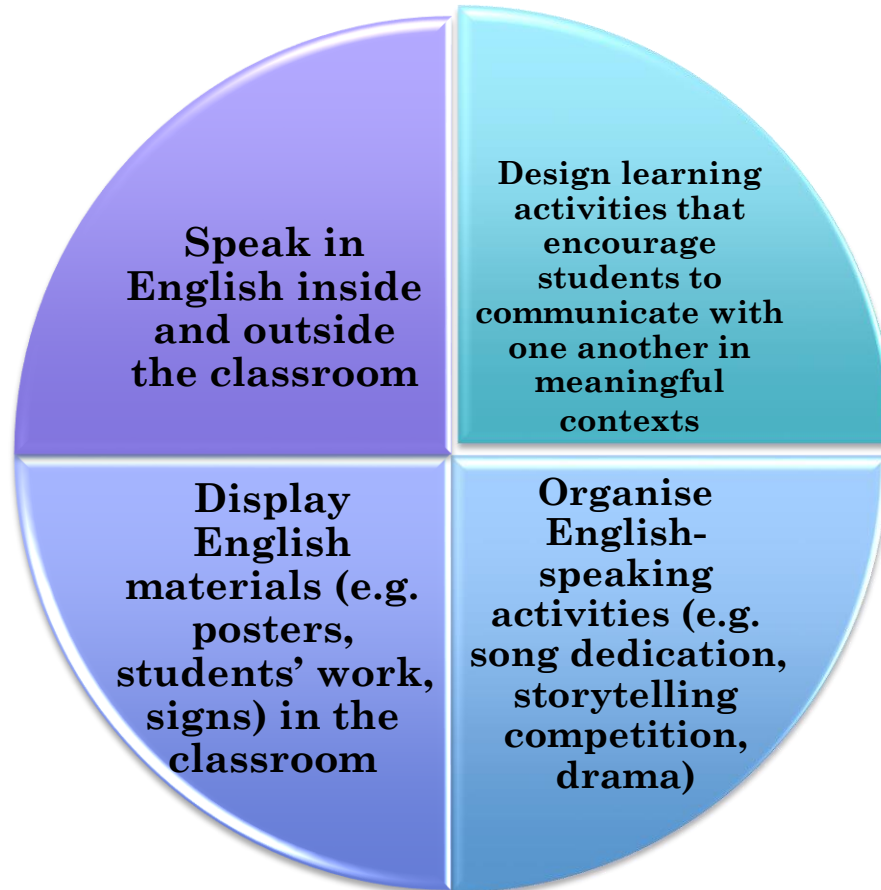 Speak in
English inside
and outside
the classroom
Design learning
activities that
encourage
students to
communicate with
one another in
meaningful
contexts
Display
English
materials (e.g.
posters,
students’ work,
signs) in the
classroom
Organise
English-
speaking
activities (e.g.
song dedication,
storytelling
competition,
drama)